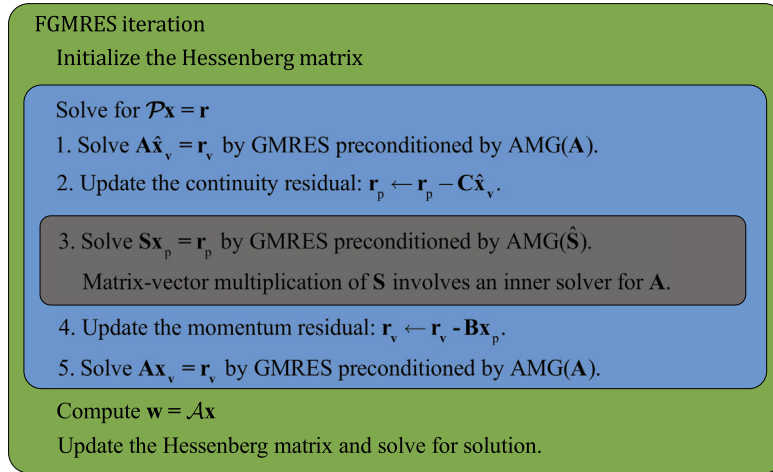 FGMRES iteration
Initialize the Hessenberg matrix
Solve for 𝒫x = r
1. Solve Ax̂ᵥ = rᵥ by GMRES preconditioned by AMG(A).
2. Update the continuity residual: rₚ ← rₚ – Cx̂ᵥ.
3. Solve Sxₚ = rₚ by GMRES preconditioned by AMG(Ŝ).
Matrix-vector multiplication of S involves an inner solver for A.
4. Update the momentum residual: rᵥ ← rᵥ - Bxₚ.
5. Solve Axᵥ = rᵥ by GMRES preconditioned by AMG(A).
Compute w = 𝒜x
Update the Hessenberg matrix and solve for solution.